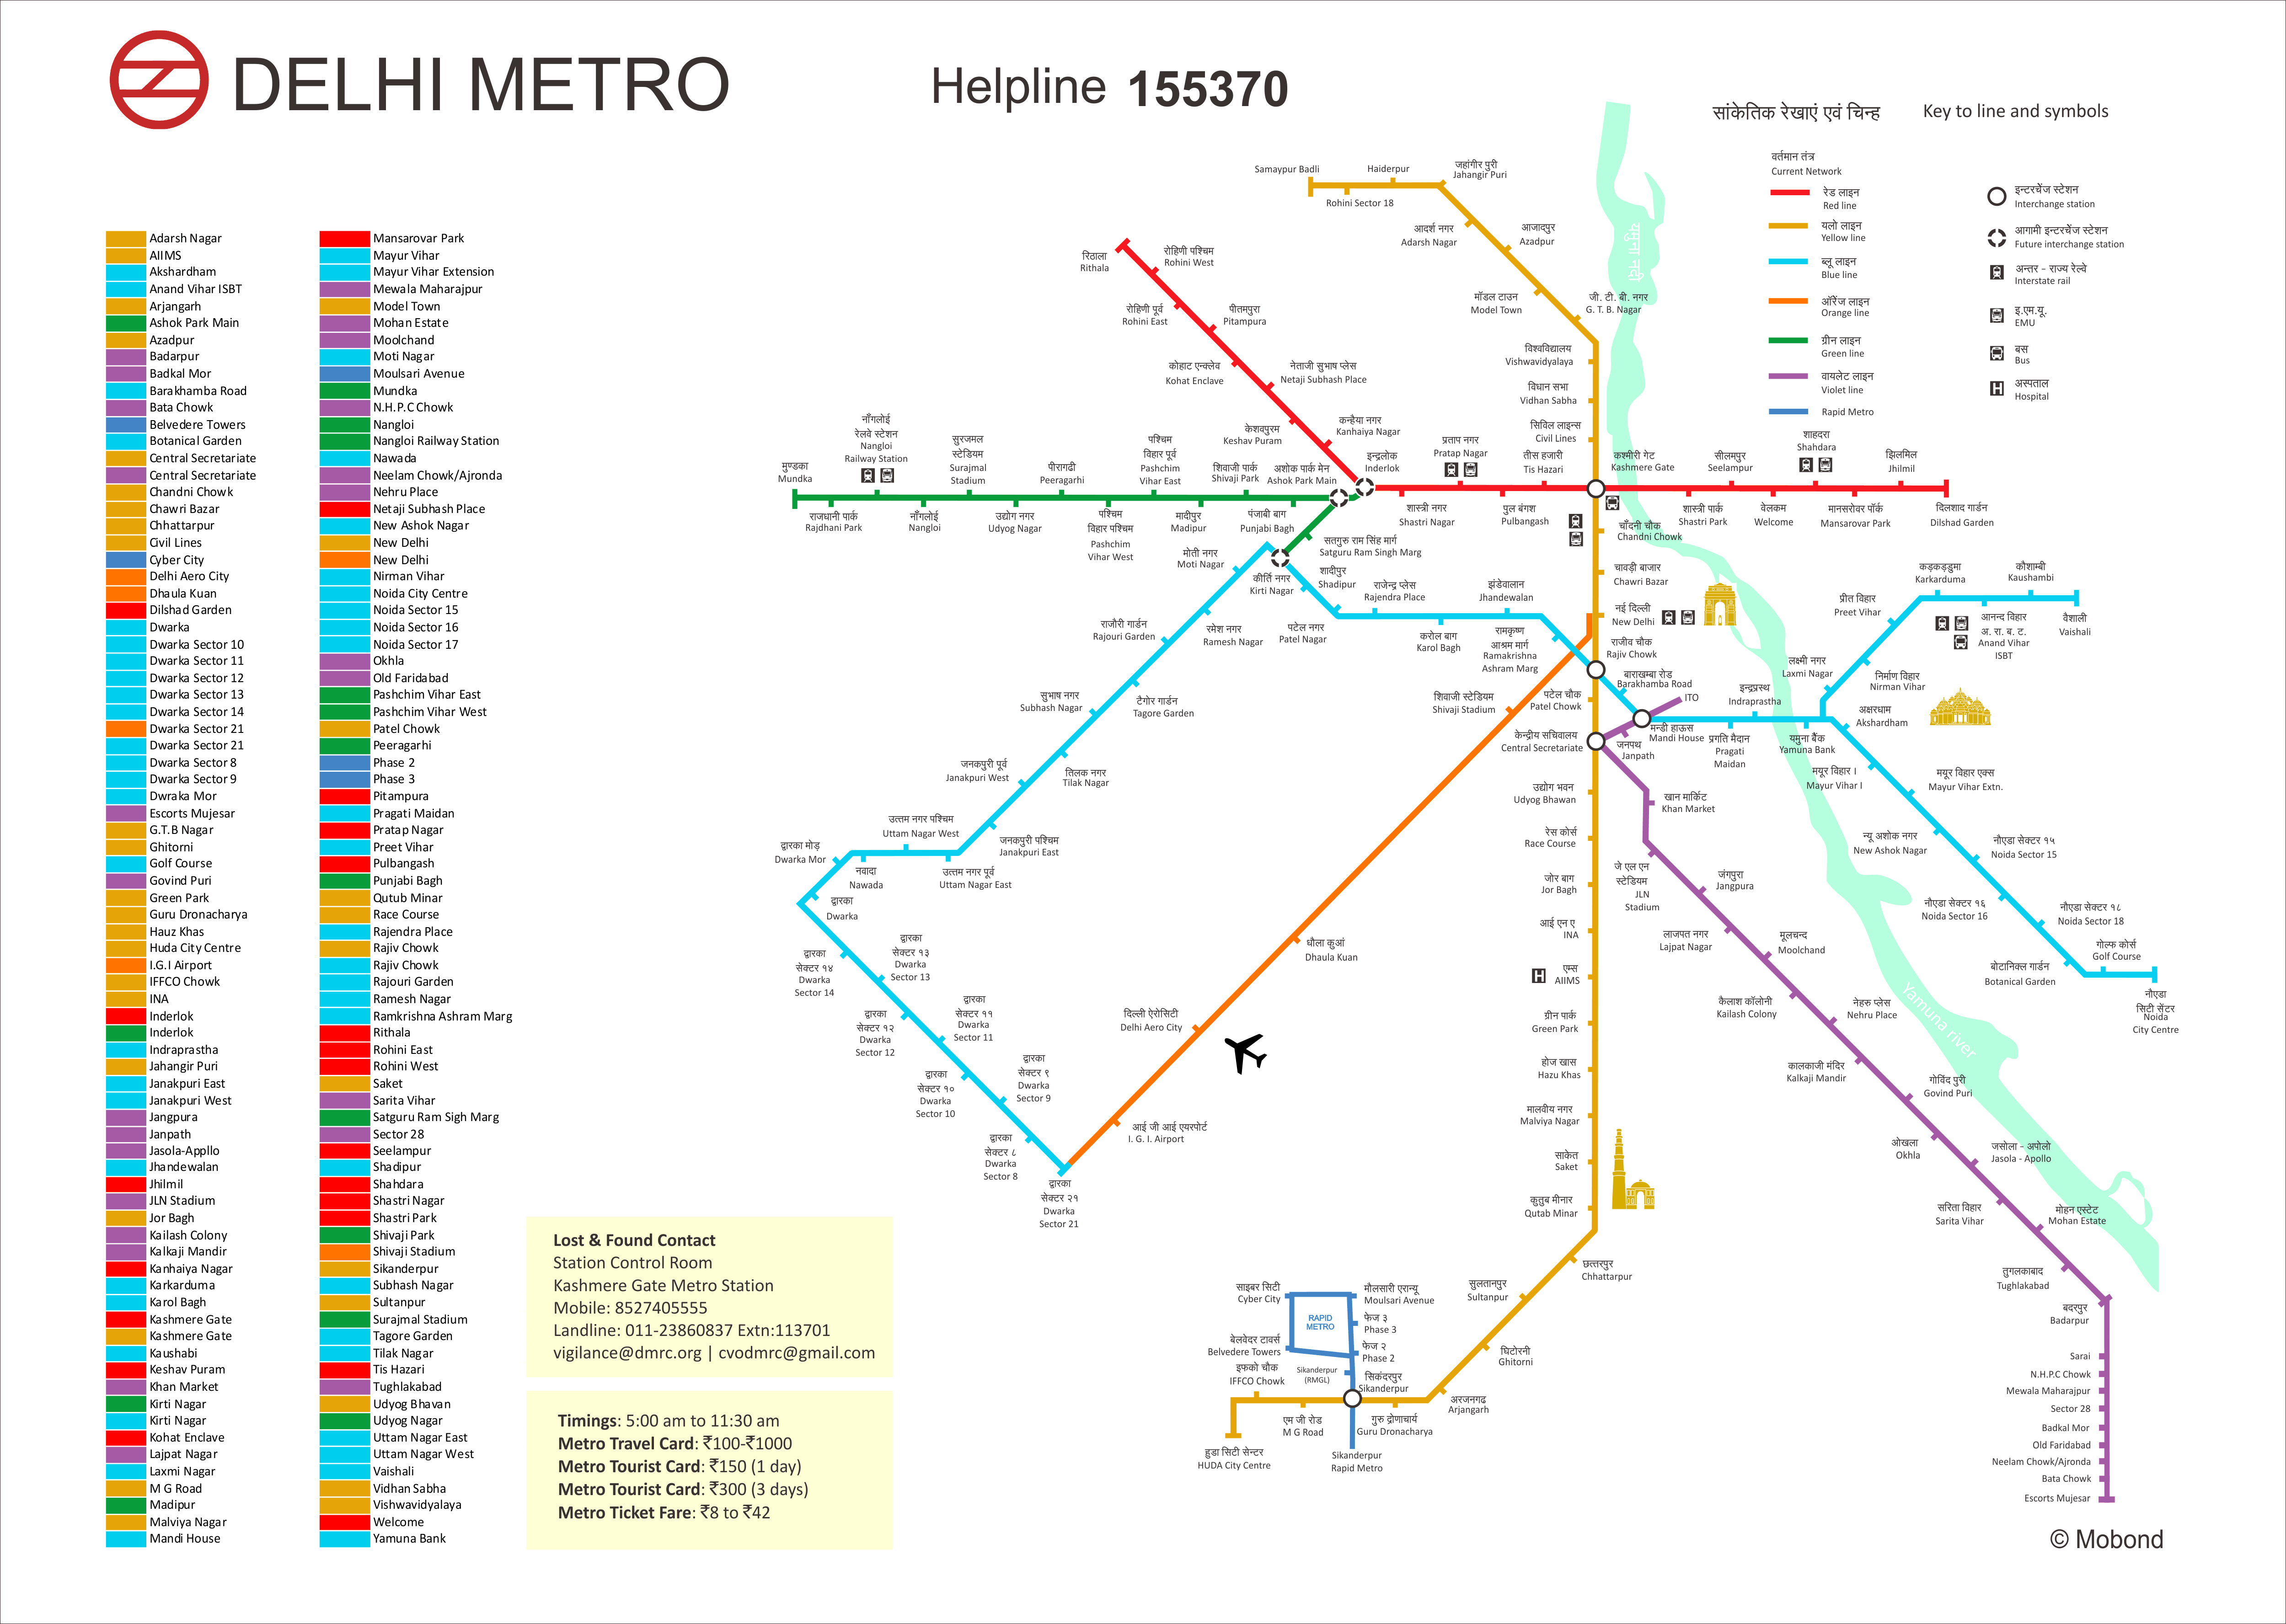 DELHI METRO
Helpline 155370
सांकेतिक रेखाएं एवं चिन्ह
Key to line and symbols
वर्तमान तंत्र
Current Network
रेड लाइन
Red line
यलो लाइन
Yellow line
ब्लू लाइन
Blue line
ऑरेंज लाइन
Orange line
ग्रीन लाइन
Green line
वायलेट लाइन
Violet line
Rapid Metro
इन्टरचेंज स्टेशन
Interchange station
आगामी इन्टरचेंज स्टेशन
Future interchange station
अन्तर – राज्य रेल्वे
Interstate rail
इ.एम.यू.
EMU
बस
Bus
H
अस्पताल
Hospital
Adarsh Nagar
AIIMS
Akshardham
Anand Vihar ISBT
Arjangarh
Ashok Park Main
Azadpur
Badarpur
Badkal Mor
Barakhamba Road
Bata Chowk
Belvedere Towers
Botanical Garden
Central Secretariate
Central Secretariate
Chandni Chowk
Chawri Bazar
Chhattarpur
Civil Lines
Cyber City
Delhi Aero City
Dhaula Kuan
Dilshad Garden
Dwarka
Dwarka Sector 10
Dwarka Sector 11
Dwarka Sector 12
Dwarka Sector 13
Dwarka Sector 14
Dwarka Sector 21
Dwarka Sector 21
Dwarka Sector 8
Dwarka Sector 9
Dwraka Mor
Escorts Mujesar
G.T.B Nagar
Ghitorni
Golf Course
Govind Puri
Green Park
Guru Dronacharya
Hauz Khas
Huda City Centre
I.G.I Airport
IFFCO Chowk
INA
Inderlok
Inderlok
Indraprastha
Jahangir Puri
Janakpuri East
Janakpuri West
Jangpura
Janpath
Jasola-Appllo
Jhandewalan
Jhilmil
JLN Stadium
Jor Bagh
Kailash Colony
Kalkaji Mandir
Kanhaiya Nagar
Karkarduma
Karol Bagh
Kashmere Gate
Kashmere Gate
Kaushabi
Keshav Puram
Khan Market
Kirti Nagar
Kirti Nagar
Kohat Enclave
Lajpat Nagar
Laxmi Nagar
M G Road
Madipur
Malviya Nagar
Mandi House
Mansarovar Park
Mayur Vihar
Mayur Vihar Extension
Mewala Maharajpur
Model Town
Mohan Estate
Moolchand
Moti Nagar
Moulsari Avenue
Mundka
N.H.P.C Chowk
Nangloi
Nangloi Railway Station
Nawada
Neelam Chowk/Ajronda
Nehru Place
Netaji Subhash Place
New Ashok Nagar
New Delhi
New Delhi
Nirman Vihar
Noida City Centre
Noida Sector 15
Noida Sector 16
Noida Sector 17
Okhla
Old Faridabad
Pashchim Vihar East
Pashchim Vihar West
Patel Chowk
Peeragarhi
Phase 2
Phase 3
Pitampura
Pragati Maidan
Pratap Nagar
Preet Vihar
Pulbangash
Punjabi Bagh
Qutub Minar
Race Course
Rajendra Place
Rajiv Chowk
Rajiv Chowk
Rajouri Garden
Ramesh Nagar
Ramkrishna Ashram Marg
Rithala
Rohini East
Rohini West
Saket
Sarita Vihar
Satguru Ram Sigh Marg
Sector 28
Seelampur
Shadipur
Shahdara
Shastri Nagar
Shastri Park
Shivaji Park
Shivaji Stadium
Sikanderpur
Subhash Nagar
Sultanpur
Surajmal Stadium
Tagore Garden
Tilak Nagar
Tis Hazari
Tughlakabad
Udyog Bhavan
Udyog Nagar
Uttam Nagar East
Uttam Nagar West
Vaishali
Vidhan Sabha
Vishwavidyalaya
Welcome
Yamuna Bank
Samaypur Badli
Rohini Sector 18
Haiderpur
जहांगीर पुरी
Jahangir Puri
आदर्श नगर
Adarsh Nagar
आजादपुर
Azadpur
मॉडल टाउन
Model Town
जी. टी. बी. नगर
G. T. B. Nagar
विश्वविद्यालय
Vishwavidyalaya
विधान सभा
Vidhan Sabha
सिविल लाइन्स
Civil Lines
यमुना नदी
रिठाला
Rithala
रोहिणी पश्चिम
Rohini West
रोहिणी पूर्व
Rohini East
पीतमपुरा
Pitampura
कोहाट एन्क्लेव
Kohat Enclave
नेताजी सुभाष प्लेस
Netaji Subhash Place
केशवपुरम
Keshav Puram
कन्हैया नगर
Kanhaiya Nagar
इन्द्रलोक
Inderlok
शास्त्री नगर
Shastri Nagar
प्रताप नगर
Pratap Nagar
पुल बंगश
Pulbangash
तीस हजारी
Tis Hazari
कश्मीरी गेट
Kashmere Gate
शास्त्री पार्क
Shastri Park
सीलमपुर
Seelampur
वेलकम
Welcome
शाहदरा
Shahdara
मानसरोवर पॉर्क
Mansarovar Park
झिलमिल
Jhilmil
दिलशाद गार्डन
Dilshad Garden
मुण्डका
Mundka
राजधानी पार्क
Rajdhani Park
नाँगलोई
रेलवे स्टेशन
Nangloi
Railway Station
नाँगलोई
Nangloi
सुरजमल
स्टेडियम
Surajmal
Stadium
उद्योग नगर
Udyog Nagar
पीरागढी
Peeragarhi
पश्चिम
विहार पश्चिम
Pashchim
Vihar West
पश्चिम
विहार पूर्व
Pashchim
Vihar East
मादीपुर
Madipur
शिवाजी पार्क
Shivaji Park
पंजाबी बाग
Punjabi Bagh
अशोक पार्क मेन
Ashok Park Main
सतगुरु राम सिंह मार्ग
Satguru Ram Singh Marg
कीर्ति नगर
Kirti Nagar
मोती नगर
Moti Nagar
रमेश नगर
Ramesh Nagar
राजौरी गार्डन
Rajouri Garden
टैगोर गार्डन
Tagore Garden
सुभाष नगर
Subhash Nagar
तिलक नगर
Tilak Nagar
जनकपुरी पूर्व
Janakpuri West
जनकपुरी पश्चिम
Janakpuri East
उत्तम नगर पश्चिम
Uttam Nagar West
उत्तम नगर पूर्व
Uttam Nagar East
नवादा
Nawada
द्वारका मोड़
Dwarka Mor
द्वारका
Dwarka
द्वारका
सेक्टर १४
Dwarka
Sector 14
द्वारका
सेक्टर १३
Dwarka
Sector 13
द्वारका
सेक्टर १२
Dwarka
Sector 12
द्वारका
सेक्टर ११
Dwarka
Sector 11
द्वारका
सेक्टर १०
Dwarka
Sector 10
द्वारका
सेक्टर ९
Dwarka
Sector 9
द्वारका
सेक्टर ८
Dwarka
Sector 8
द्वारका
सेक्टर २१
Dwarka
Sector 21
शादीपुर
Shadipur
पटेल नगर
Patel Nagar
राजेन्द्र प्लेस
Rajendra Place
करोल बाग
Karol Bagh
झंडेवालान
Jhandewalan
रामकृष्ण
आश्रम मार्ग
Ramakrishna
Ashram Marg
चाँदनी चौक
Chandni Chowk
चावड़ी बाजार
Chawri Bazar
नई दिल्ली
New Delhi
राजीव चौक
Rajiv Chowk
बाराखम्बा रोड
Barakhamba Road
ITO
मन्डी हाऊस
Mandi House
जनपथ
Janpath
प्रगति मैदान
Pragati
Maidan
इन्द्रप्रस्थ
Indraprastha
यमुना बैंक
Yamuna Bank
लक्ष्मी नगर
Laxmi Nagar
निर्माण विहार
Nirman Vihar
प्रीत विहार
Preet Vihar
कड़कड़डुमा
Karkarduma
आनन्द विहार
अ. रा. ब. ट.
Anand Vihar
ISBT
कौशाम्बी
Kaushambi
वैशाली
Vaishali
अक्षरधाम
Akshardham
मयूर विहार I
Mayur Vihar I
मयूर विहार एक्स
Mayur Vihar Extn.
न्यू अशोक नगर
New Ashok Nagar
नौएडा सेक्टर १५
Noida Sector 15
नौएडा सेक्टर १६
Noida Sector 16
नौएडा सेक्टर १८
Noida Sector 18
बोटानिकल गार्डन
Botanical Garden
गोल्फ कोर्स
Golf Course
नौएडा
सिटी सेंटर
Noida
City Centre
शिवाजी स्टेडियम
Shivaji Stadium
धौला कुआं
Dhaula Kuan
दिल्ली ऐरोसिटी
Delhi Aero City
आई जी आई एयरपोर्ट
I. G. I. Airport
पटेल चौक
Patel Chowk
केन्द्रीय सचिवालय
Central Secretariate
उद्योग भवन
Udyog Bhawan
रेस कोर्स
Race Course
जोर बाग
Jor Bagh
आई एन ए
INA
H
एम्स
AIIMS
ग्रीन पार्क
Green Park
होज खास
Hazu Khas
मालवीय नगर
Malviya Nagar
साकेत
Saket
कुतुब मीनार
Qutab Minar
छत्तरपुर
Chhattarpur
सुलतानपुर
Sultanpur
घिटोरनी
Ghitorni
अरजनगढ
Arjangarh
गुरु द्रोणाचार्य
Guru Dronacharya
सिकंदरपुर
Sikanderpur
एम जी रोड
M G Road
इफको चौक
IFFCO Chowk
हुडा सिटी सेन्टर
HUDA City Centre
साइबर सिटी
Cyber City
मौलसारी एरान्यू
Moulsari Avenue
RAPID
METRO
फेज ३
Phase 3
फेज २
Phase 2
बेलवेदर टावर्स
Belvedere Towers
Sikanderpur
(RMGL)
Sikanderpur
Rapid Metro
खान मार्किट
Khan Market
जे एल एन
स्टेडियम
JLN
Stadium
जंगपुरा
Jangpura
लाजपत नगर
Lajpat Nagar
मूलचन्द
Moolchand
कैलाश कॉलोनी
Kailash Colony
नेहरु प्लेस
Nehru Place
कालकाजी मंदिर
Kalkaji Mandir
गोविंद पुरी
Govind Puri
ओखला
Okhla
जसोला – अपोलो
Jasola - Apollo
सरिता विहार
Sarita Vihar
मोहन एस्टेट
Mohan Estate
तुगलकाबाद
Tughlakabad
बदरपुर
Badarpur
Sarai
N.H.P.C Chowk
Mewala Maharajpur
Sector 28
Badkal Mor
Old Faridabad
Neelam Chowk/Ajronda
Bata Chowk
Escorts Mujesar
Yamuna river
Lost & Found Contact
Station Control Room
Kashmere Gate Metro Station
Mobile: 8527405555
Landline: 011-23860837 Extn:113701
vigilance@dmrc.org | cvodmrc@gmail.com
Timings: 5:00 am to 11:30 am
Metro Travel Card: ₹100-₹1000
Metro Tourist Card: ₹150 (1 day)
Metro Tourist Card: ₹300 (3 days)
Metro Ticket Fare: ₹8 to ₹42
© Mobond